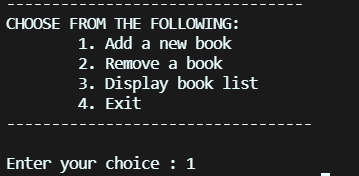 ---------------------------------
CHOOSE FROM THE FOLLOWING:
        1. Add a new book
        2. Remove a book
        3. Display book list
        4. Exit
----------------------------------
Enter your choice : 1